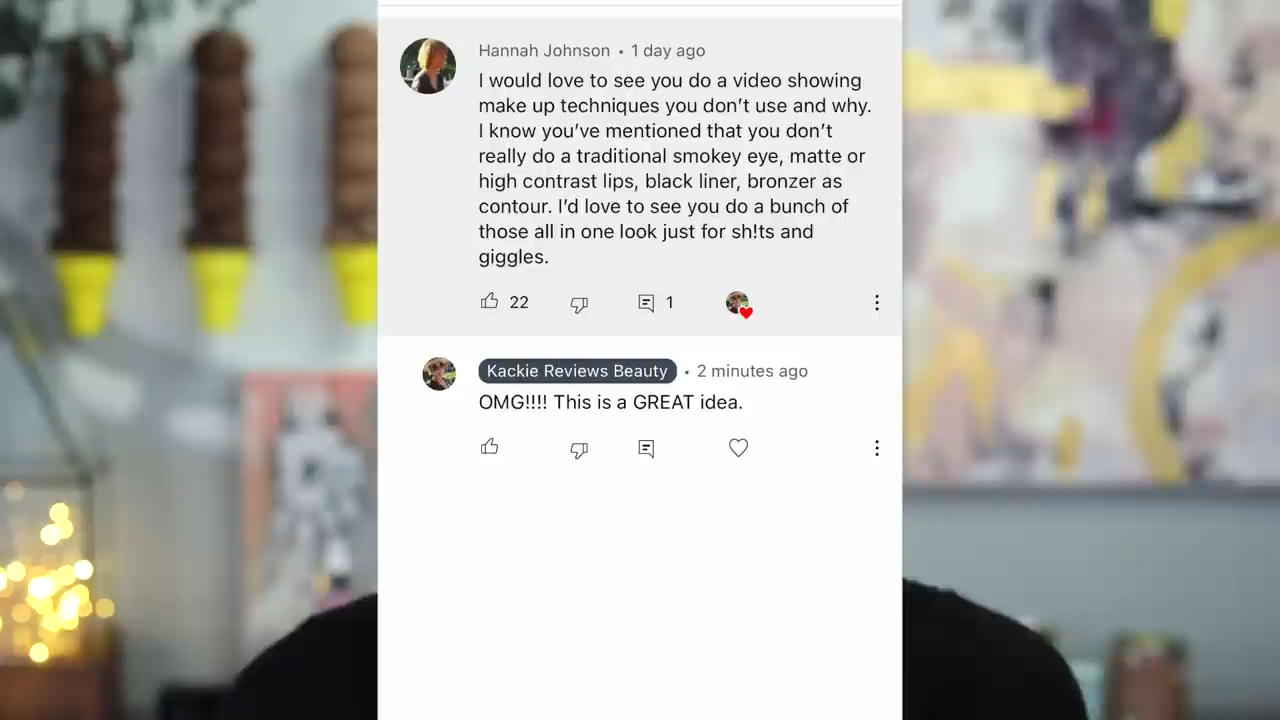 Hannah Johnson • 1 day ago
I would love to see you do a video showing
make up techniques you don’t use and why.
I know you’ve mentioned that you don’t
really do a traditional smokey eye, matte or
high contrast lips, black liner, bronzer as
contour. I’d love to see you do a bunch of
those all in one look just for sh!ts and
giggles.
22 1
Kackie Reviews Beauty • 2 minutes ago
OMG!!!! This is a GREAT idea.